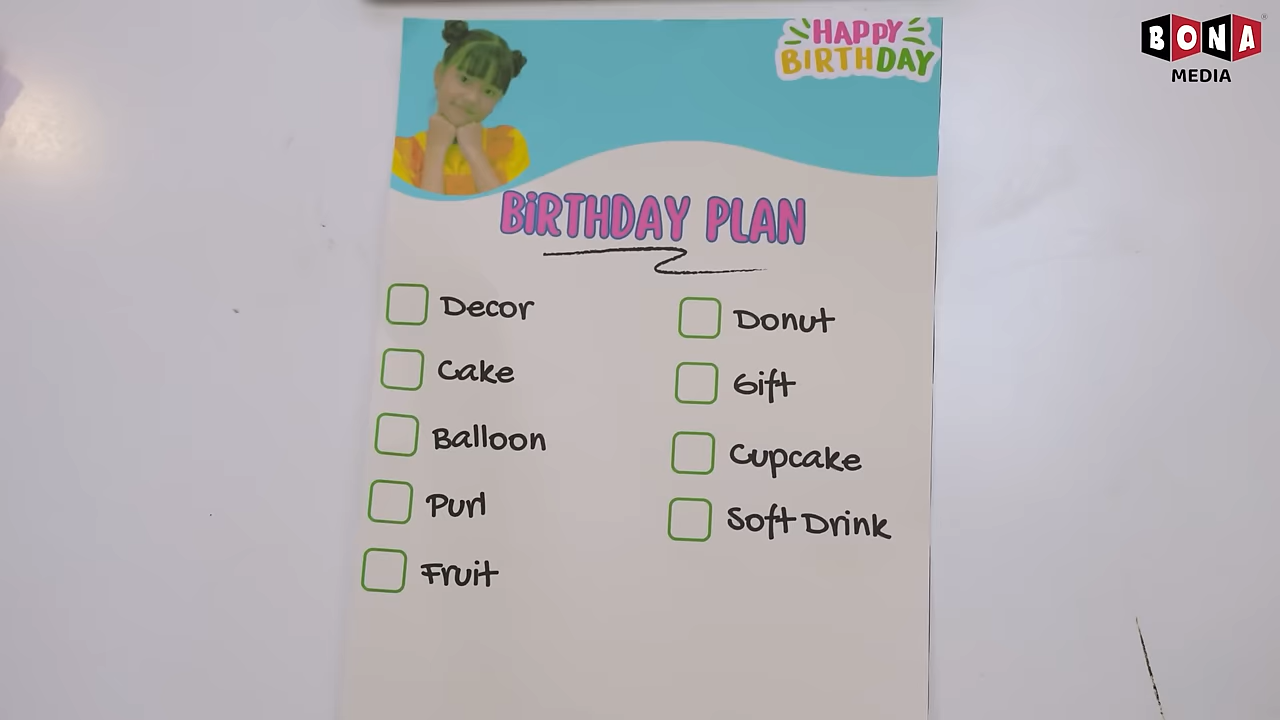 HAPPY
BIRTHDAY
BONA
MEDIA
BiRTHDAY PLAN
Decor
Cake
Balloon
Purl
Fruit
Donut
Gift
Cupcake
Soft Drink